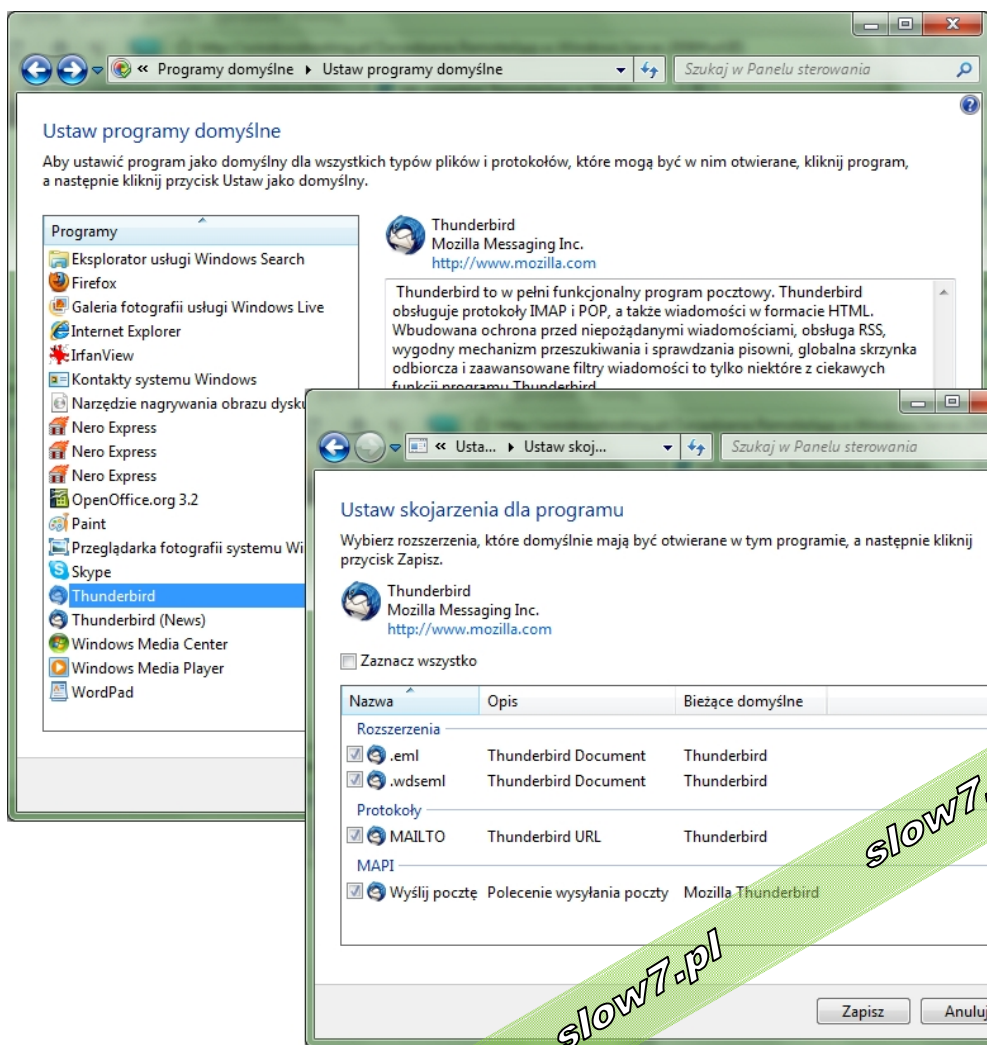 « Programy domyślne ▸ Ustaw programy domyślne
Szukaj w Panelu sterowania
Ustaw programy domyślne
Aby ustawić program jako domyślny dla wszystkich typów plików i protokołów, które mogą być w nim otwierane, kliknij program,
a następnie kliknij przycisk Ustaw jako domyślny.
Programy
Eksplorator usługi Windows Search
Firefox
Galeria fotografii usługi Windows Live
Internet Explorer
IrfanView
Kontakty systemu Windows
Narzędzie nagrywania obrazu dysku
Nero Express
Nero Express
Nero Express
OpenOffice.org 3.2
Paint
Przeglądarka fotografii systemu Wi
Skype
Thunderbird
Thunderbird (News)
Windows Media Center
Windows Media Player
WordPad
Thunderbird
Mozilla Messaging Inc.
http://www.mozilla.com
Thunderbird to w pełni funkcjonalny program pocztowy. Thunderbird
obsługuje protokoły IMAP i POP, a także wiadomości w formacie HTML.
Wbudowana ochrona przed niepożądanymi wiadomościami, obsługa RSS,
wygodny mechanizm przeszukiwania i sprawdzania pisowni, globalna skrzynka
odbiorcza i zaawansowane filtry wiadomości to tylko niektóre z ciekawych
funkcji programu Thunderbird
« Usta... ▸ Ustaw skoj...
Szukaj w Panelu sterowania
Ustaw skojarzenia dla programu
Wybierz rozszerzenia, które domyślnie mają być otwierane w tym programie, a następnie kliknij
przycisk Zapisz.
Thunderbird
Mozilla Messaging Inc.
http://www.mozilla.com
Zaznacz wszystko
Nazwa Opis Bieżące domyślne
Rozszerzenia
.eml Thunderbird Document Thunderbird
.wdseml Thunderbird Document Thunderbird
Protokoły
MAILTO Thunderbird URL Thunderbird
MAPI
Wyślij pocztę Polecenie wysyłania poczty Mozilla Thunderbird
Zapisz Anuluj
slow7.pl
slow7.